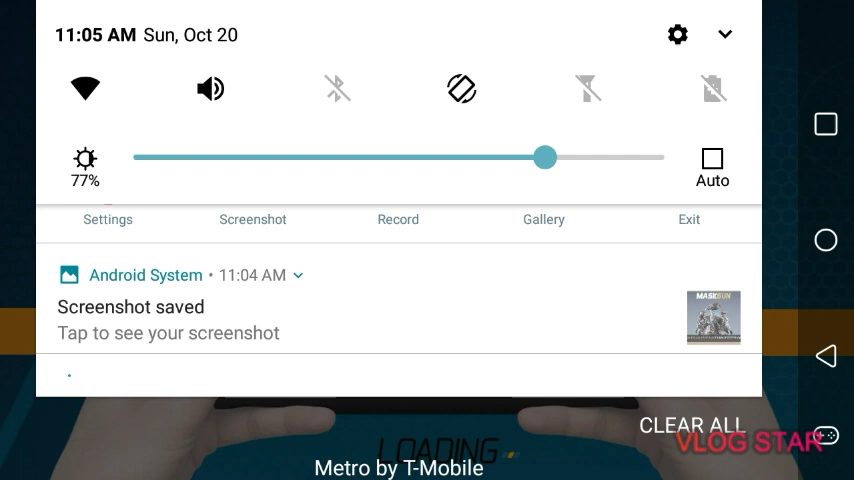 11:05 AM Sun, Oct 20
77%
Auto
Settings Screenshot Record Gallery Exit
Android System • 11:04 AM
Screenshot saved
Tap to see your screenshot
MASKGUN
CLEAR ALL
VLOG STAR
LOADING
Metro by T-Mobile